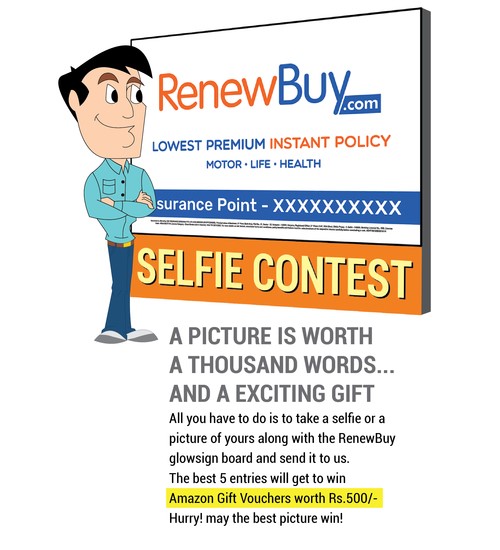 RenewBuy.com
LOWEST PREMIUM INSTANT POLICY
MOTOR • LIFE • HEALTH
surance Point - XXXXXXXXXX
SELFIE CONTEST
A PICTURE IS WORTH
A THOUSAND WORDS...
AND A EXCITING GIFT
All you have to do is to take a selfie or a
picture of yours along with the RenewBuy
glowsign board and send it to us.
The best 5 entries will get to win
Amazon Gift Vouchers worth Rs.500/-
Hurry! may the best picture win!